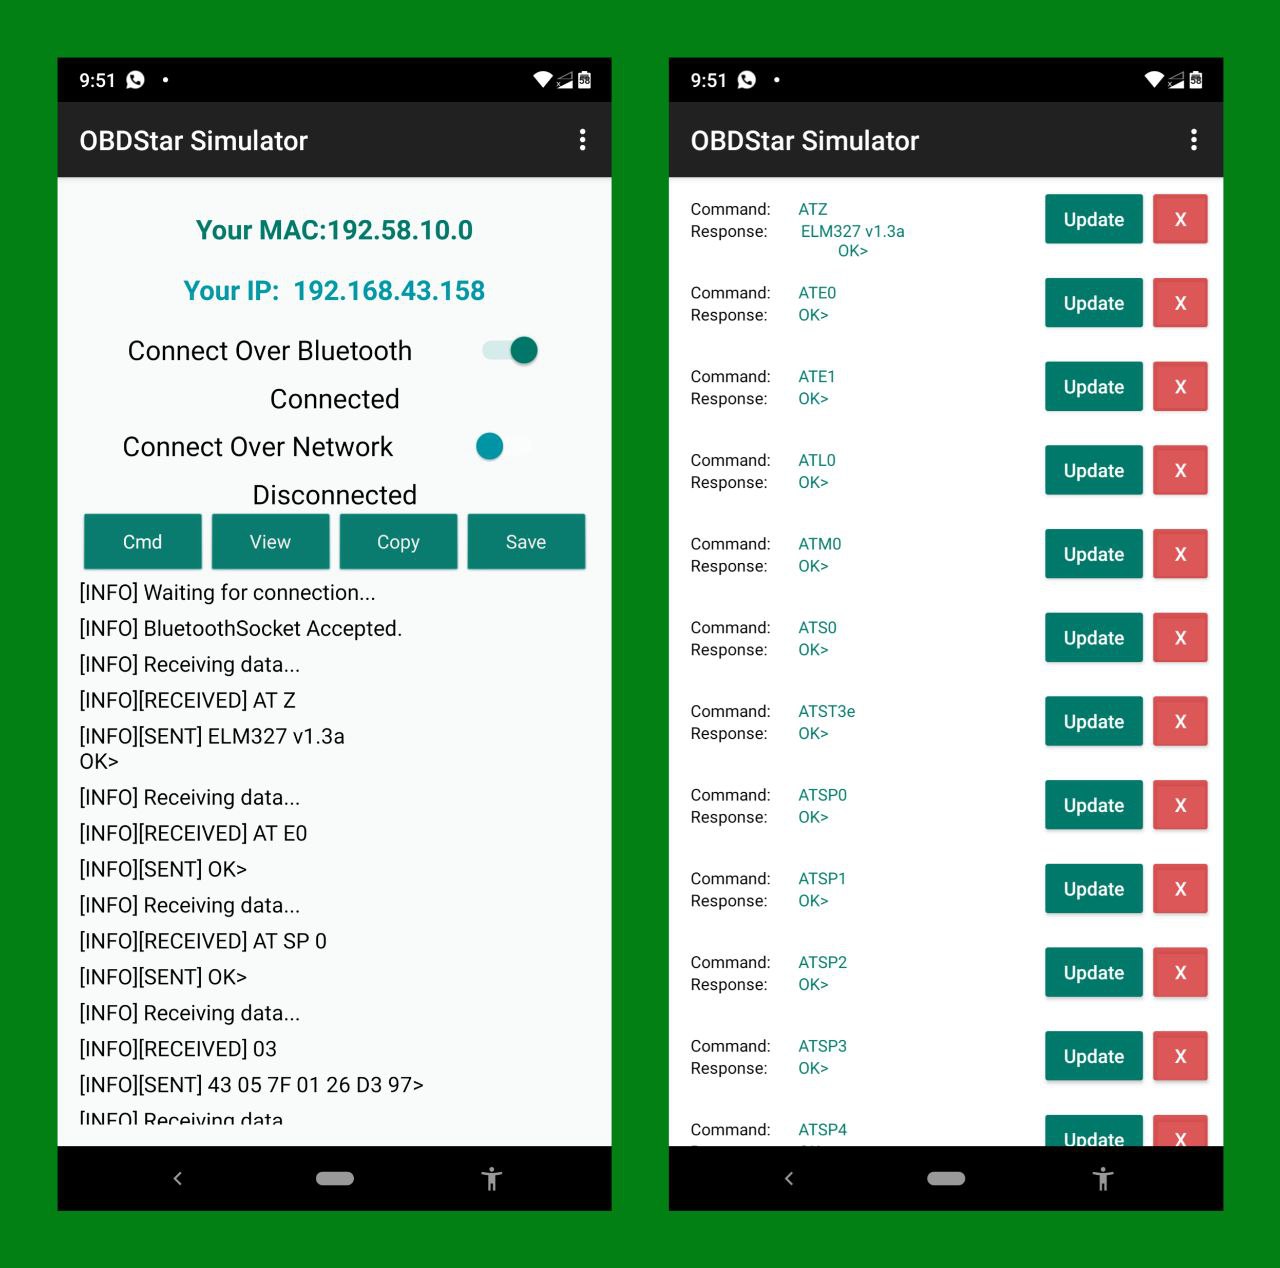 9:51
OBDStar Simulator
Your MAC:192.58.10.0
Your IP: 192.168.43.158
Connect Over Bluetooth
Connected
Connect Over Network
Disconnected
Cmd View Copy Save
[INFO] Waiting for connection...
[INFO] BluetoothSocket Accepted.
[INFO] Receiving data...
[INFO][RECEIVED] AT Z
[INFO][SENT] ELM327 v1.3a
OK>
[INFO] Receiving data...
[INFO][RECEIVED] AT E0
[INFO][SENT] OK>
[INFO] Receiving data...
[INFO][RECEIVED] AT SP 0
[INFO][SENT] OK>
[INFO] Receiving data...
[INFO][RECEIVED] 03
[INFO][SENT] 43 05 7F 01 26 D3 97>
[INFO] Receiving data
9:51
58
OBDStar Simulator
Command: ATZ
Response: ELM327 v1.3a
OK>
Update X
Command: ATE0
Response: OK>
Update X
Command: ATE1
Response: OK>
Update X
Command: ATL0
Response: OK>
Update X
Command: ATM0
Response: OK>
Update X
Command: ATS0
Response: OK>
Update X
Command: ATST3e
Response: OK>
Update X
Command: ATSP0
Response: OK>
Update X
Command: ATSP1
Response: OK>
Update X
Command: ATSP2
Response: OK>
Update X
Command: ATSP3
Response: OK>
Update X
Command: ATSP4
Update X